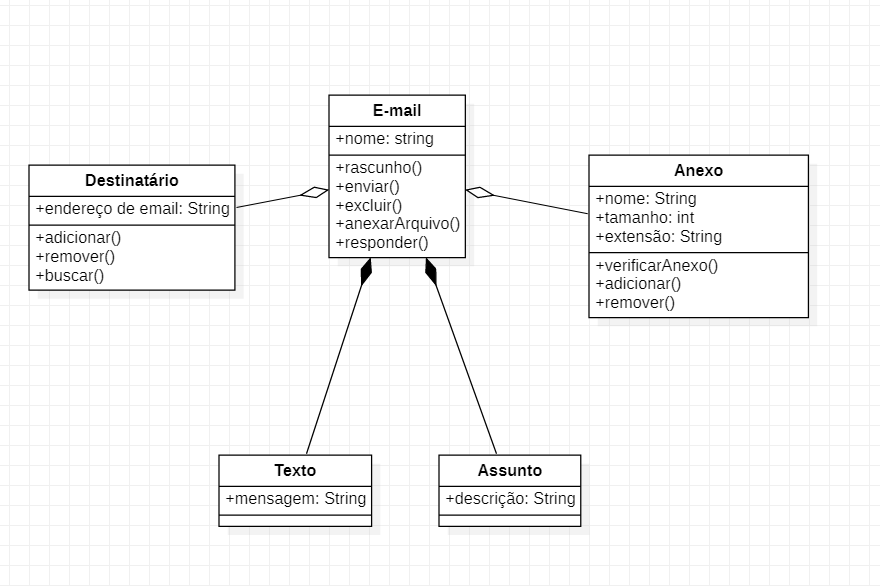 E-mail
+nome: string
+rascunho()
+enviar()
+excluir()
+anexarArquivo()
+responder()
Destinatário
+endereço de email: String
+adicionar()
+remover()
+buscar()
Anexo
+nome: String
+tamanho: int
+extensão: String
+verificarAnexo()
+adicionar()
+remover()
Texto
+mensagem: String
Assunto
+descrição: String